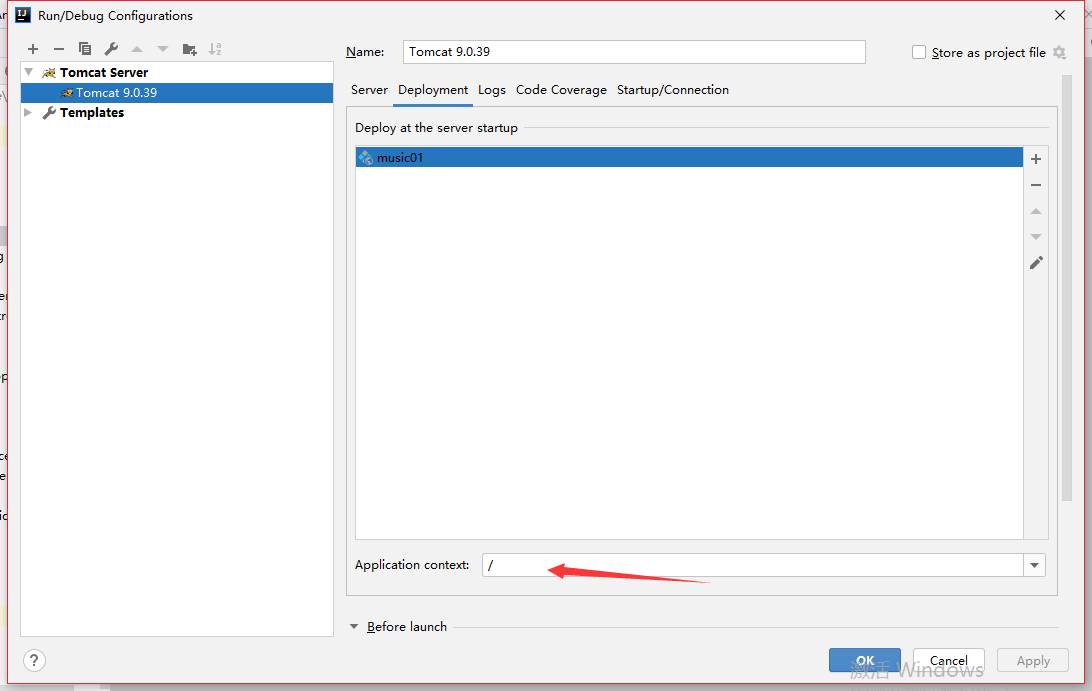 Run/Debug Configurations
Name: Tomcat 9.0.39
Store as project file
Tomcat Server
Tomcat 9.0.39
Templates
Server Deployment Logs Code Coverage Startup/Connection
Deploy at the server startup
music01
Application context: /
Before launch
?
OK Cancel Apply
激活 Windows